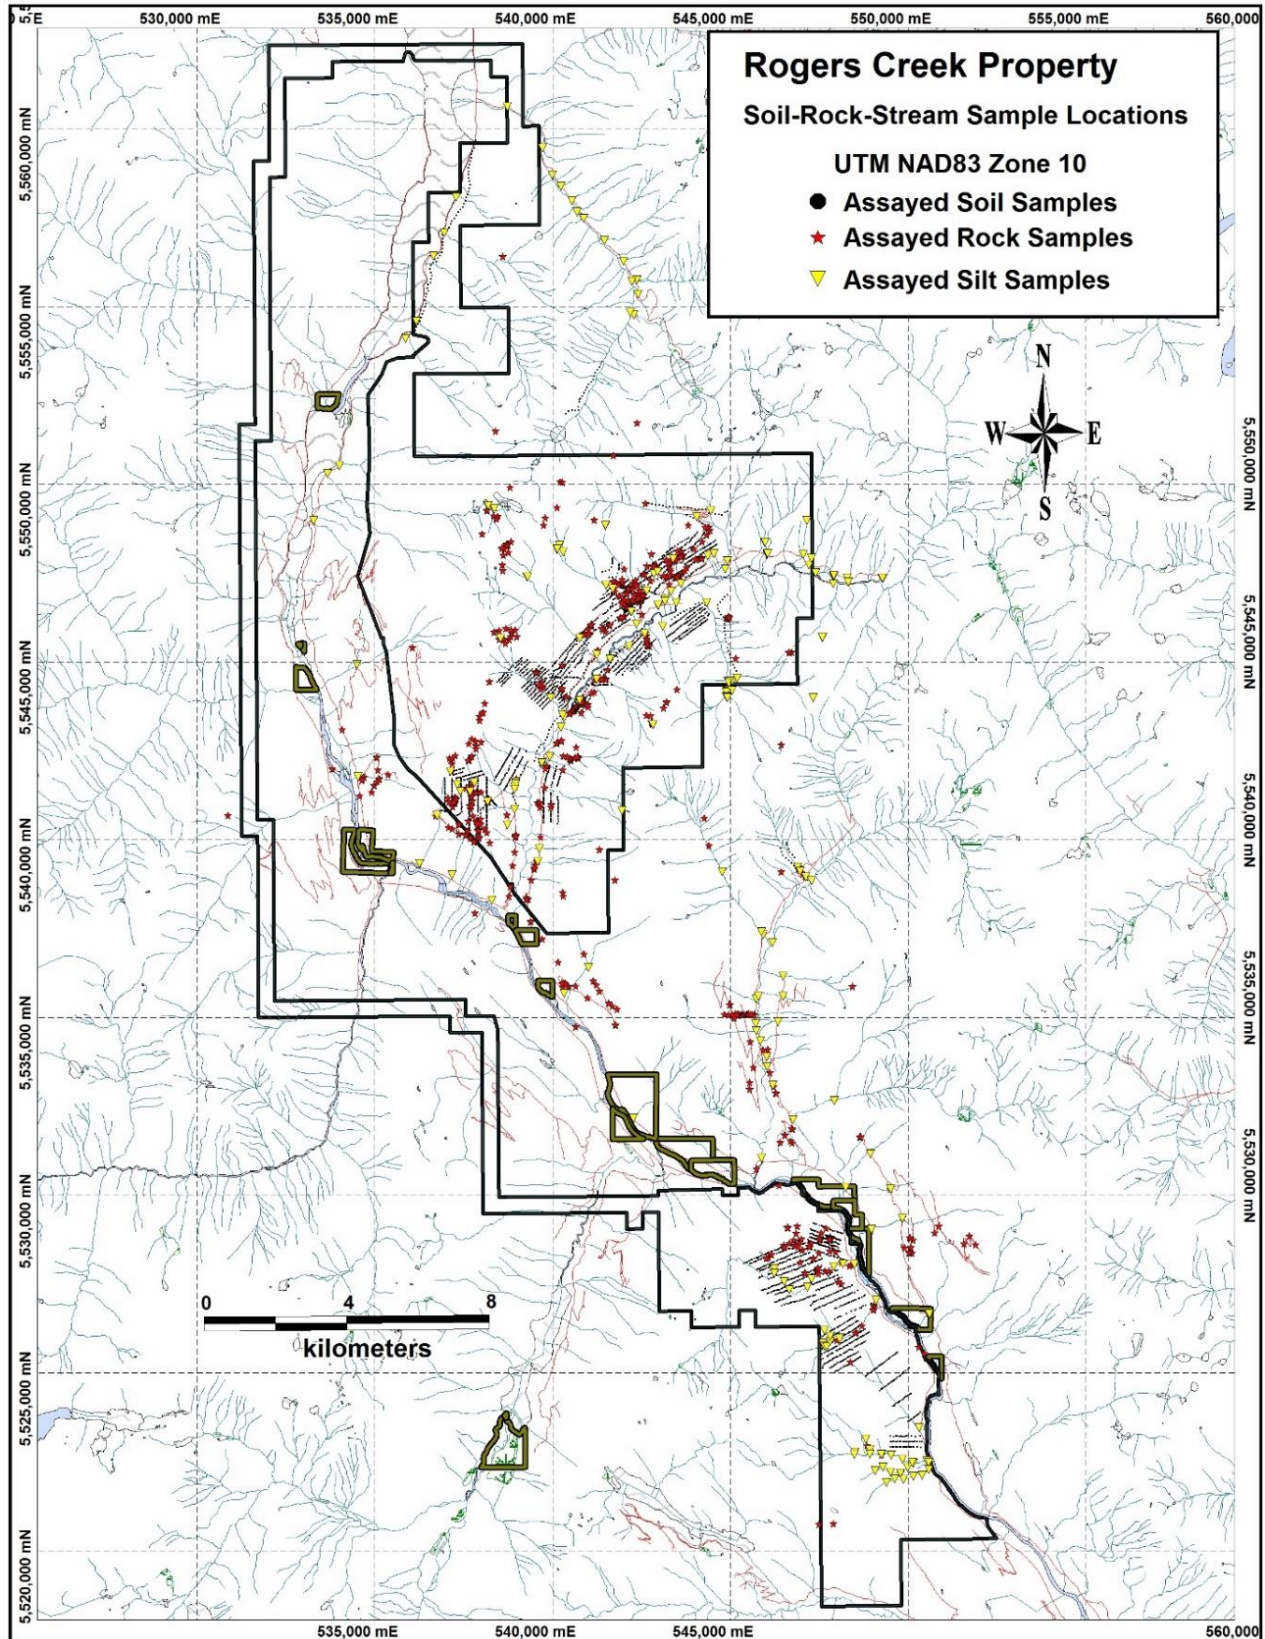 530,000 mE 535,000 mE 540,000 mE 545,000 mE 550,000 mE 555,000 mE 560,000
Rogers Creek Property
Soil-Rock-Stream Sample Locations
UTM NAD83 Zone 10
Assayed Soil Samples
Assayed Rock Samples
Assayed Silt Samples
N
W E
S
5,560,000 mN
5,555,000 mN
5,550,000 mN
5,545,000 mN
5,540,000 mN
5,535,000 mN
5,530,000 mN
5,525,000 mN
5,520,000 mN
5,550,000 mN
5,545,000 mN
5,540,000 mN
5,535,000 mN
5,530,000 mN
0 4 8
kilometers
535,000 mE 540,000 mE 545,000 mE 560,000